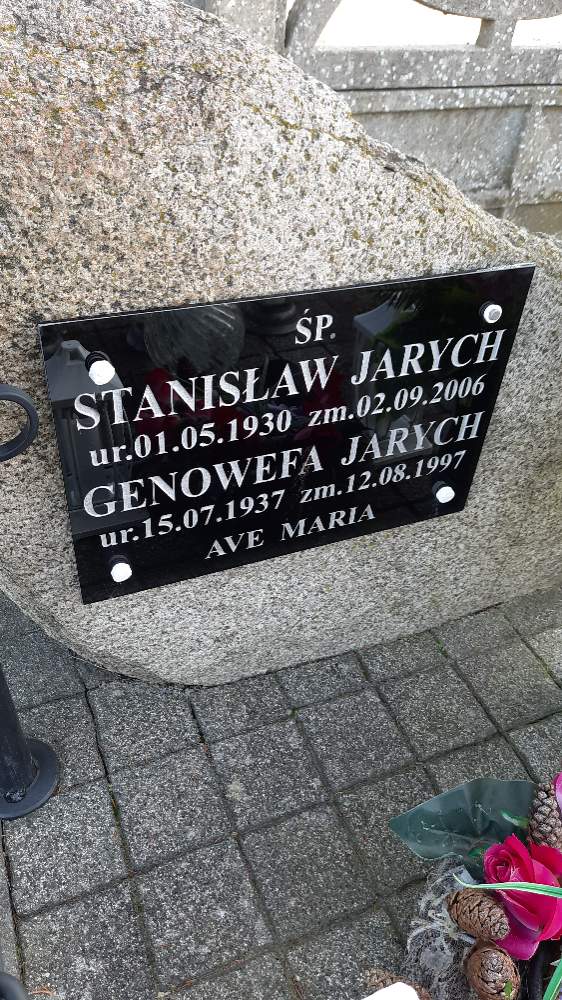 ŚP.
STANISŁAW JARYCH
ur.01.05.1930 zm.02.09.2006
GENOWEFA JARYCH
ur.15.07.1937 zm.12.08.1997
AVE MARIA